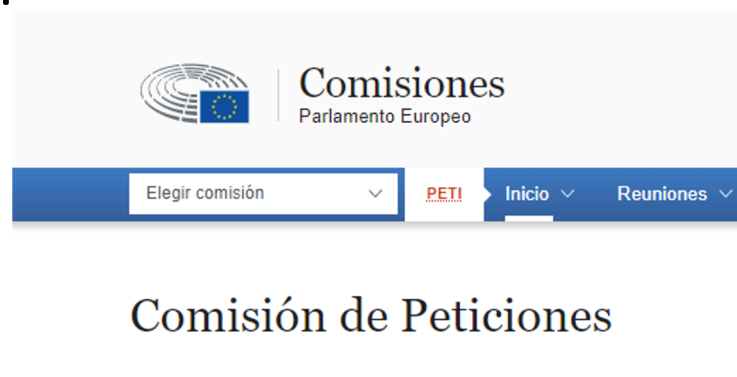 Comisiones
Parlamento Europeo
Elegir comisión PETI Inicio Reuniones
Comisión de Peticiones